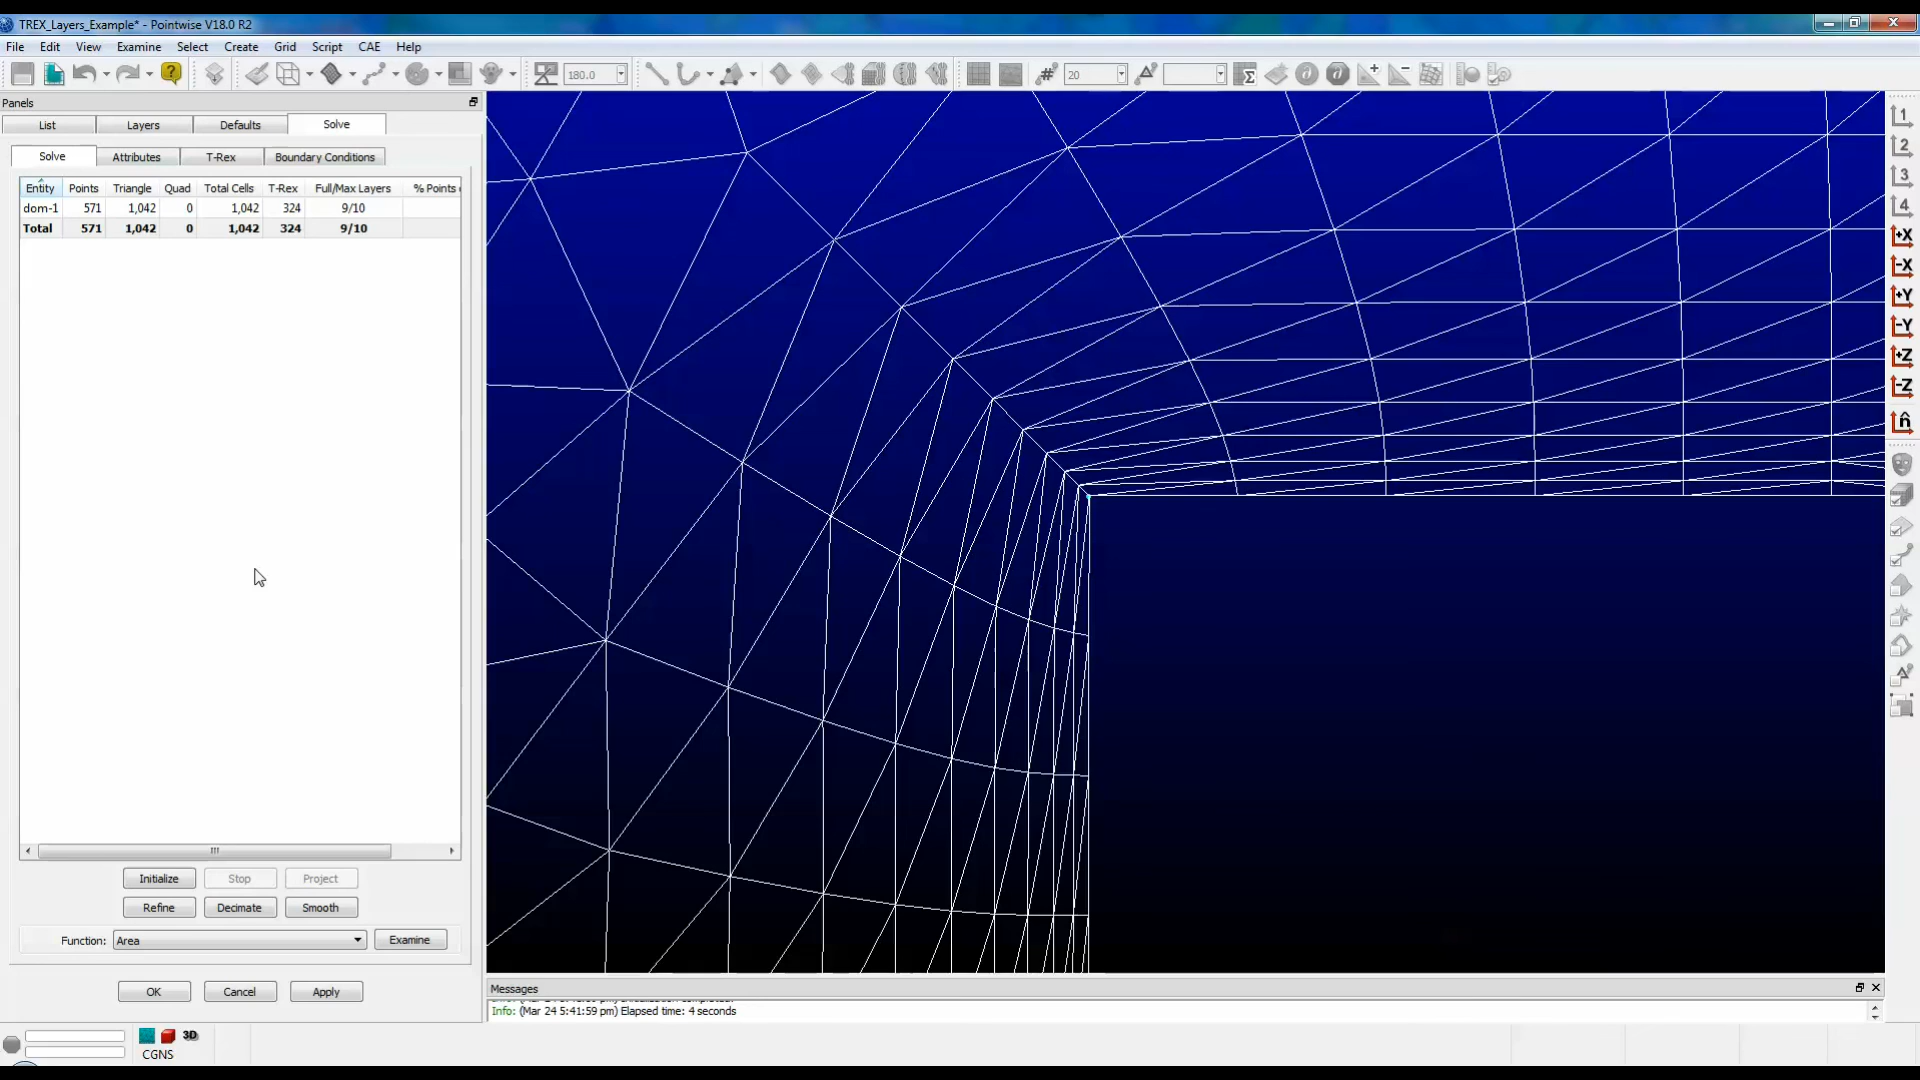 TREX_Layers_Example* - Pointwise V18.0 R2
File Edit View Examine Select Create Grid Script CAE Help
180.0 20
Panels
List Layers Defaults Solve
Solve Attributes T-Rex Boundary Conditions
Entity Points Triangle Quad Total Cells T-Rex Full/Max Layers % Points
dom-1 571 1,042 0 1,042 324 9/10
Total 571 1,042 0 1,042 324 9/10
Initialize Stop Project
Refine Decimate Smooth
Function: Area Examine
OK Cancel Apply
1
2
3
4
+X
-X
+Y
-Y
+Z
-Z
n̂
Messages
Info: (Mar 24 5:41:59 pm) Elapsed time: 4 seconds
3D
CGNS